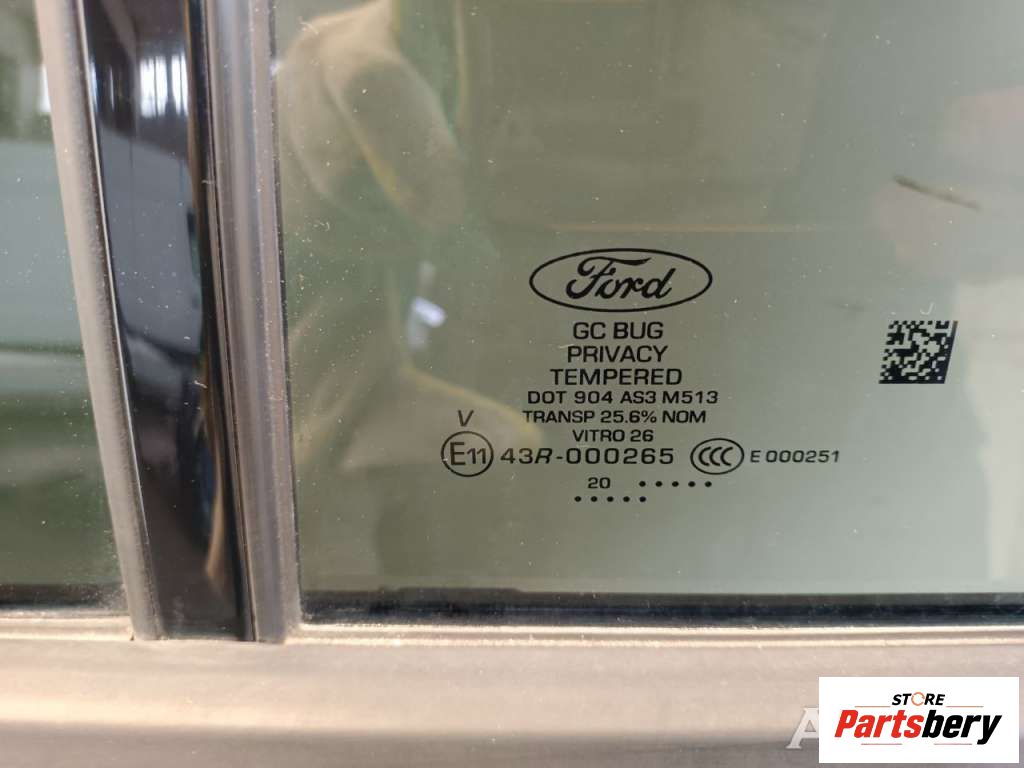 Ford
GC BUG
PRIVACY
TEMPERED
DOT 904 AS3 M513
V TRANSP 25.6% NOM
VITRO 26
E11 43R-000265 CCC E 000251
20 .....
.....
STORE
Partsbery